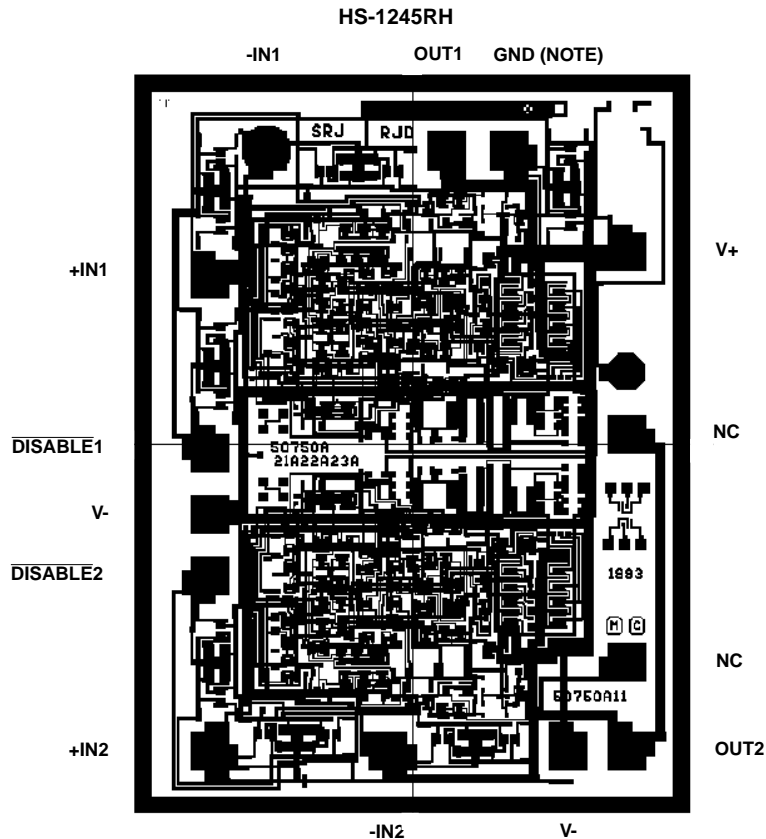 HS-1245RH
-IN1 OUT1 GND (NOTE)
SRJ RJD
V+
+IN1
NC
DISABLE1
50750A
21A22A23A
V-
DISABLE2
1993
M C
NC
50750A11
+IN2
OUT2
-IN2 V-